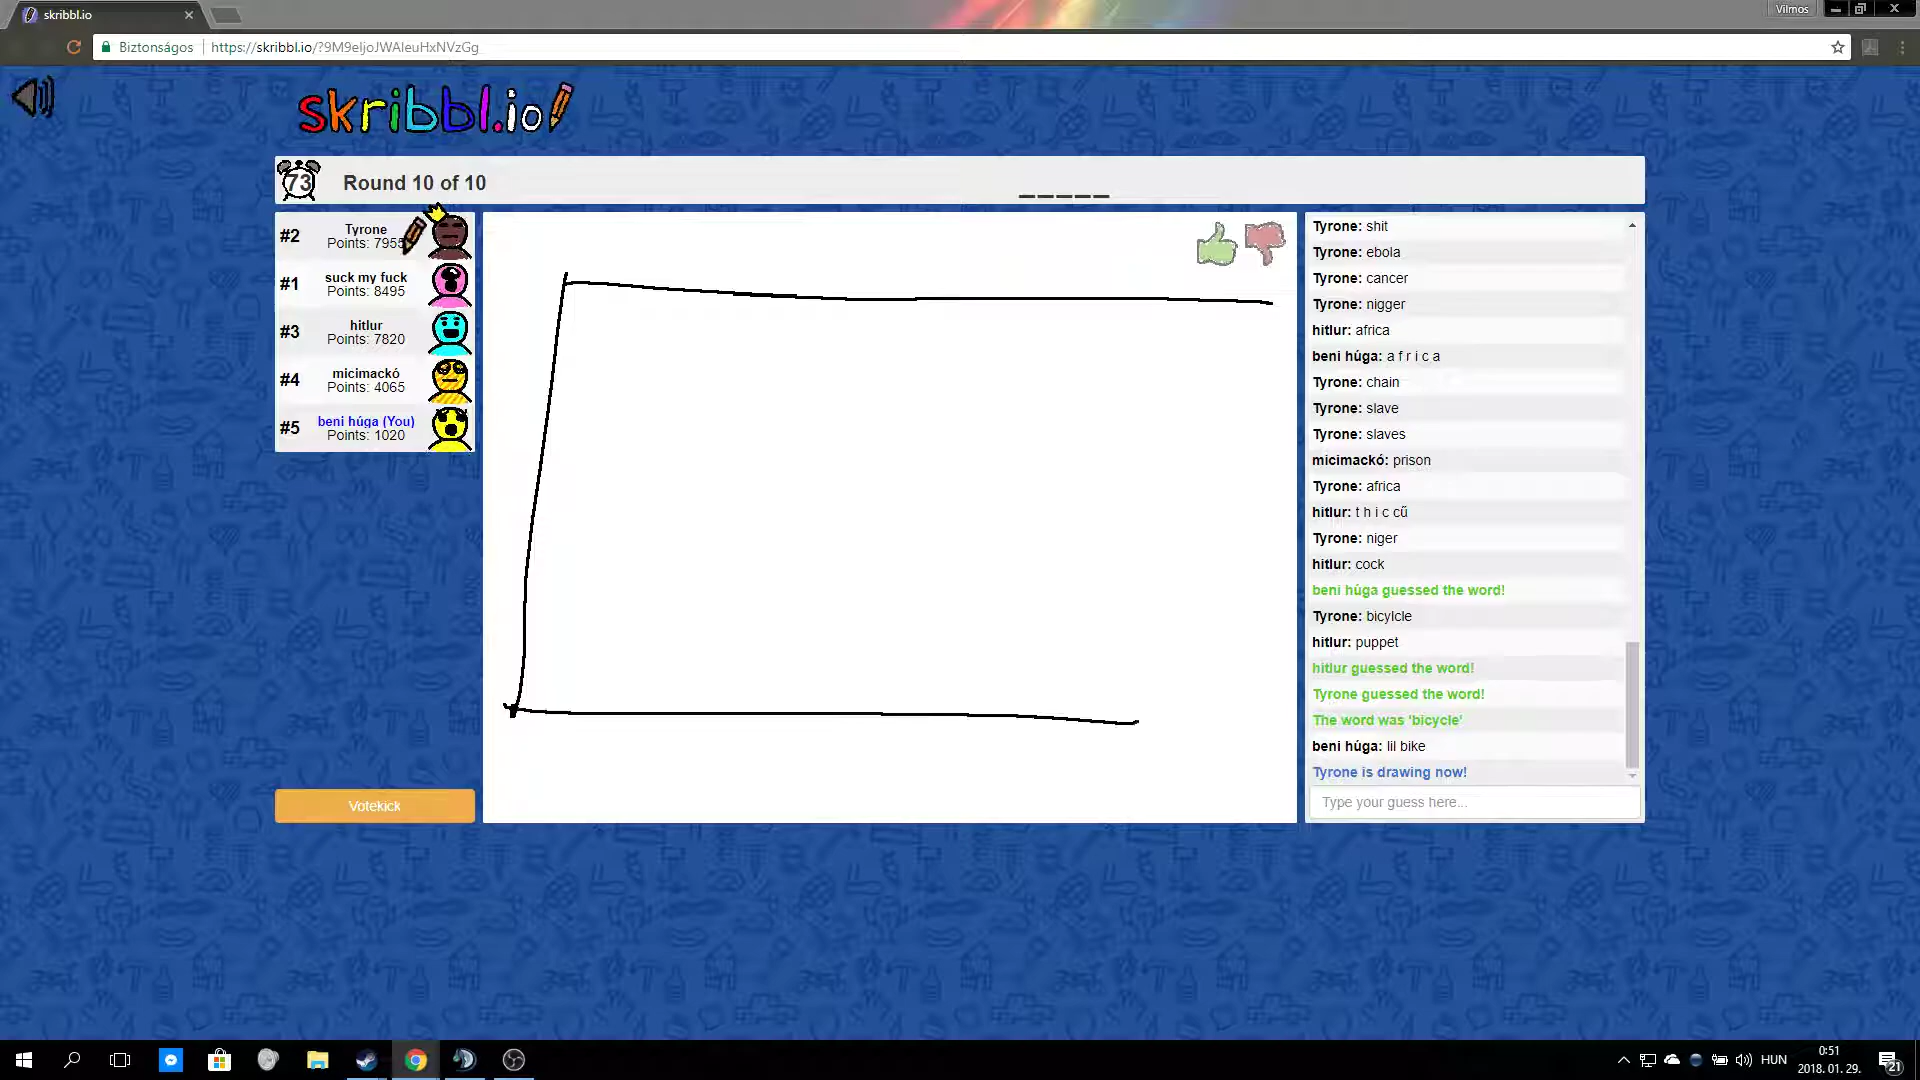 skribbl.io
Vilmos
Biztonságos
https://skribbl.io/?9M9eljoJWAleuHxNVzGg
skribbl.io
73
Round 10 of 10
_____
#2
Tyrone
Points: 7955
#1
suck my fuck
Points: 8495
#3
hitlur
Points: 7820
#4
micimackó
Points: 4065
#5
beni húga (You)
Points: 1020
Votekick
Tyrone: shit
Tyrone: ebola
Tyrone: cancer
Tyrone: nigger
hitlur: africa
beni húga: a f r i c a
Tyrone: chain
Tyrone: slave
Tyrone: slaves
micimackó: prison
Tyrone: africa
hitlur: t h i c cű
Tyrone: niger
hitlur: cock
beni húga guessed the word!
Tyrone: bicylcle
hitlur: puppet
hitlur guessed the word!
Tyrone guessed the word!
The word was 'bicycle'
beni húga: lil bike
Tyrone is drawing now!
Type your guess here...
HUN
0:51
2018. 01. 29.
21